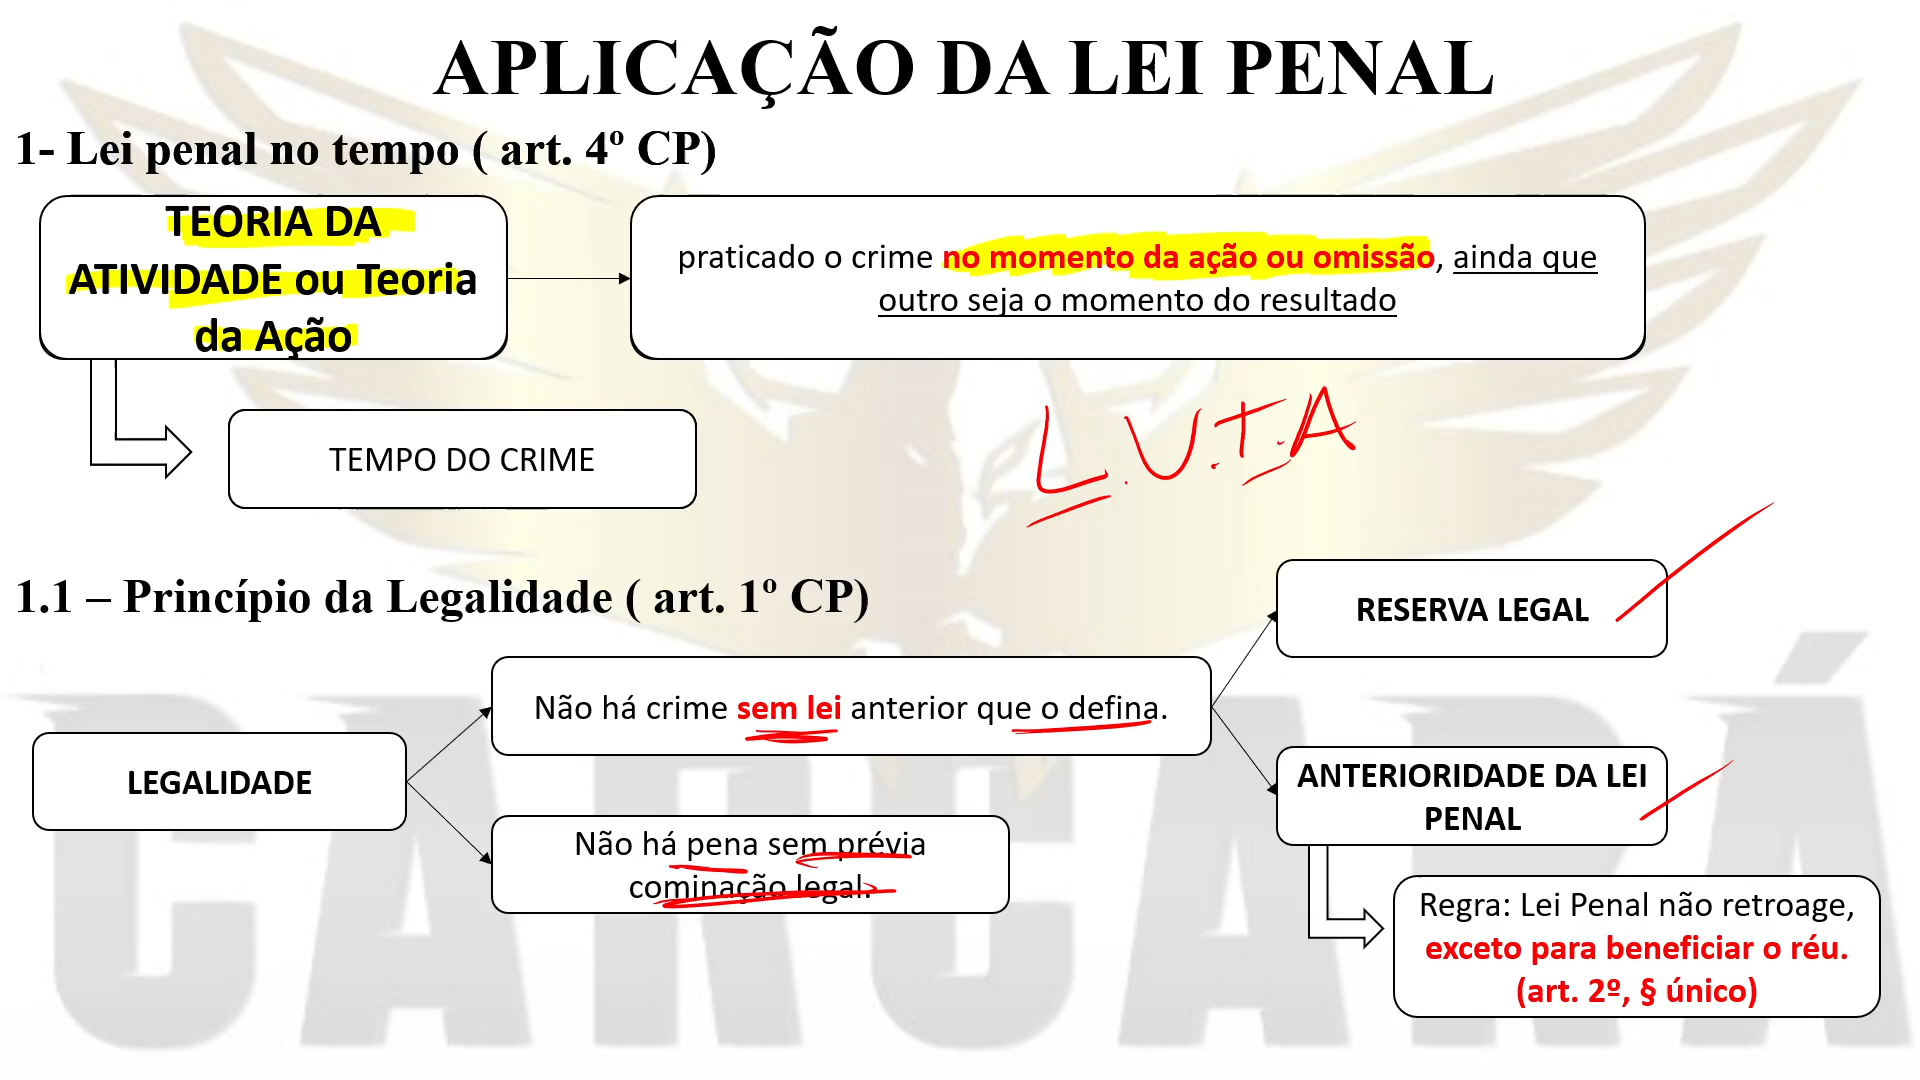 APLICAÇÃO DA LEI PENAL
1- Lei penal no tempo ( art. 4º CP)
TEORIA DA
ATIVIDADE ou Teoria
da Ação
praticado o crime no momento da ação ou omissão, ainda que
outro seja o momento do resultado
TEMPO DO CRIME
L.U.T.A
1.1 – Princípio da Legalidade ( art. 1º CP)
RESERVA LEGAL
Não há crime sem lei anterior que o defina.
LEGALIDADE
ANTERIORIDADE DA LEI
PENAL
Não há pena sem prévia
cominação legal.
Regra: Lei Penal não retroage,
exceto para beneficiar o réu.
(art. 2º, § único)
CARCARÁ